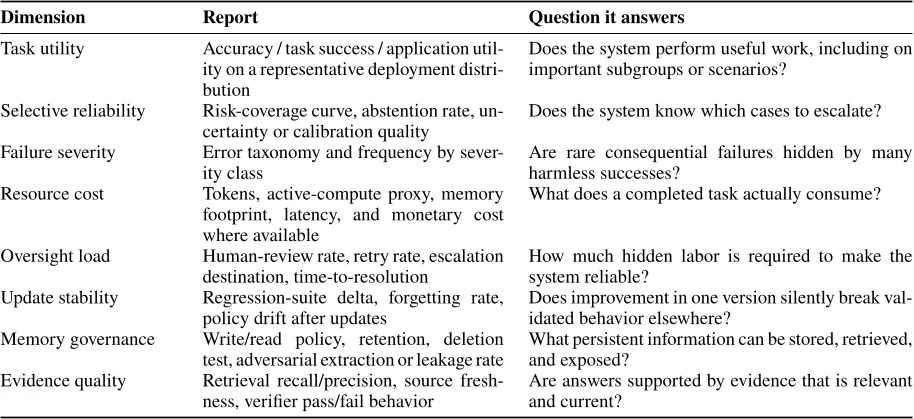 Dimension Report Question it answers
Task utility Accuracy / task success / application util- Does the system perform useful work, including on
ity on a representative deployment distri- important subgroups or scenarios?
bution
Selective reliability Risk-coverage curve, abstention rate, un- Does the system know which cases to escalate?
certainty or calibration quality
Failure severity Error taxonomy and frequency by sever- Are rare consequential failures hidden by many
ity class harmless successes?
Resource cost Tokens, active-compute proxy, memory What does a completed task actually consume?
footprint, latency, and monetary cost
where available
Oversight load Human-review rate, retry rate, escalation How much hidden labor is required to make the
destination, time-to-resolution system reliable?
Update stability Regression-suite delta, forgetting rate, Does improvement in one version silently break val-
policy drift after updates idated behavior elsewhere?
Memory governance Write/read policy, retention, deletion What persistent information can be stored, retrieved,
test, adversarial extraction or leakage rate and exposed?
Evidence quality Retrieval recall/precision, source fresh- Are answers supported by evidence that is relevant
ness, verifier pass/fail behavior and current?